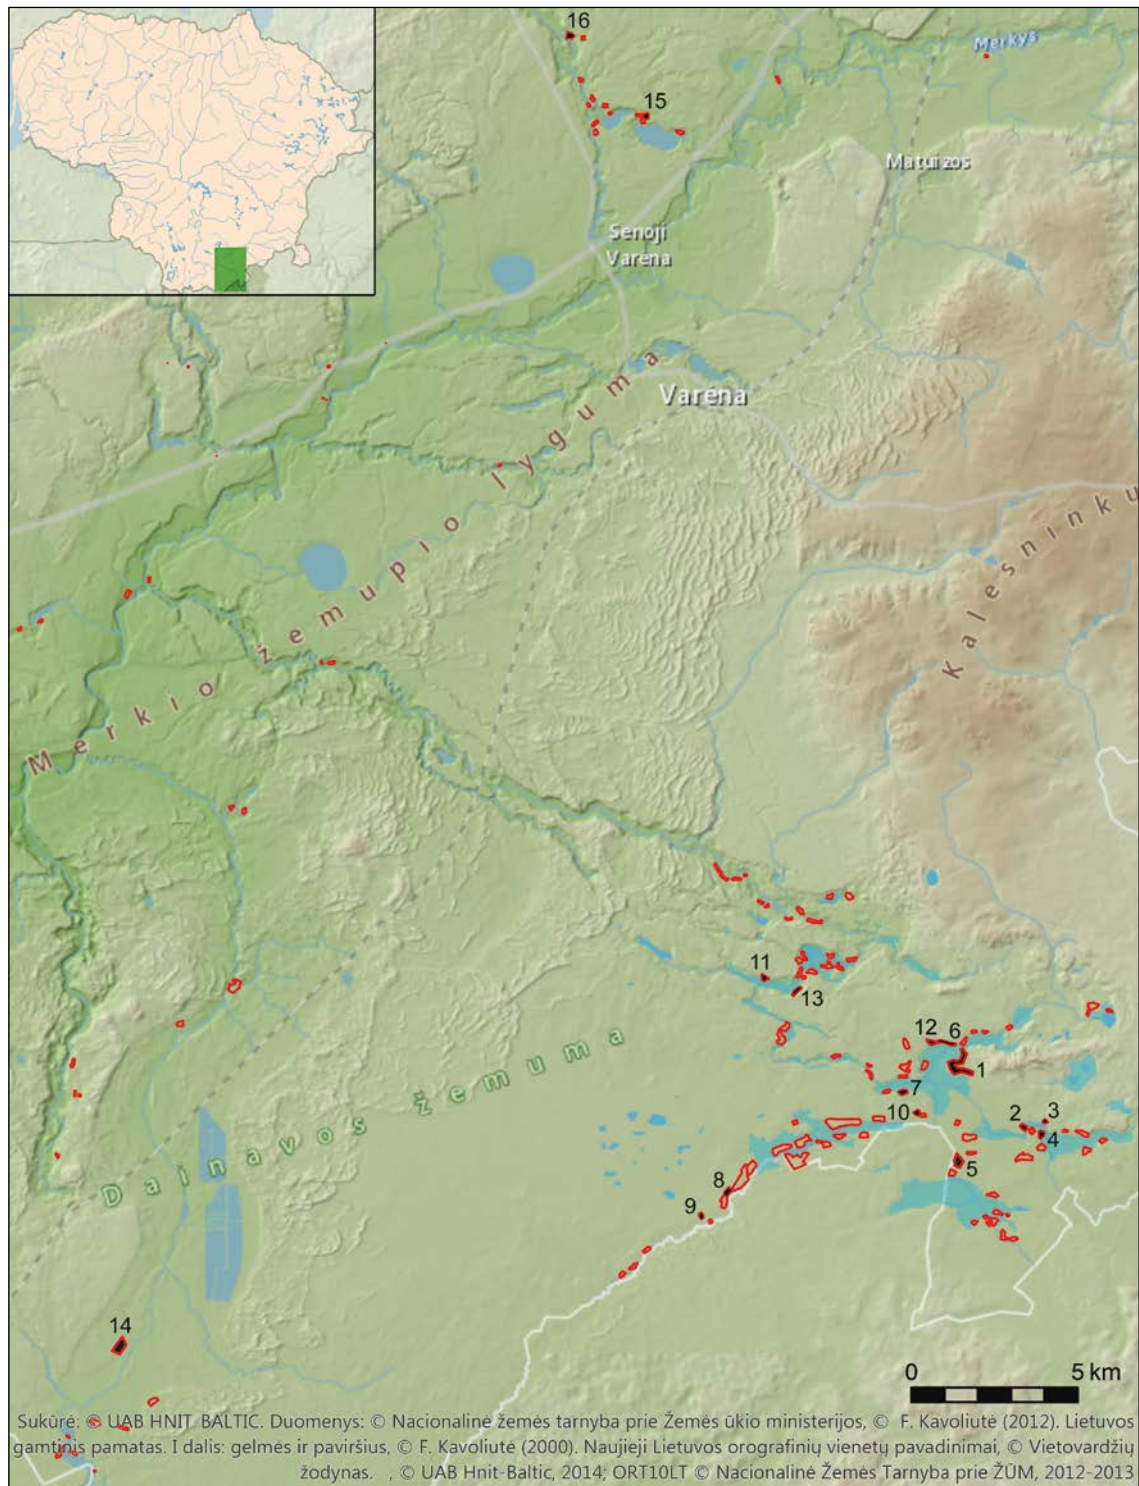 16
Merkys
15
Matuizos
Senoji
Varėna
Varėna
Merkio žemupio lyguma
Kalesninkų
11
13
12
6
1
7
10
2
3
4
5
8
9
Dainavos žemuma
14
0 5 km
Sukūrė: © UAB HNIT BALTIC. Duomenys: © Nacionalinė žemės tarnyba prie Žemės ūkio ministerijos, © F. Kavoliutė (2012). Lietuvos
gamtinis pamatas. I dalis: gelmės ir paviršius, © F. Kavoliutė (2000). Naujieji Lietuvos orografinių vienetų pavadinimai, © Vietovardžių
žodynas. , © UAB Hnit-Baltic, 2014; ORT10LT © Nacionalinė Žemės Tarnyba prie ŽŪM, 2012-2013